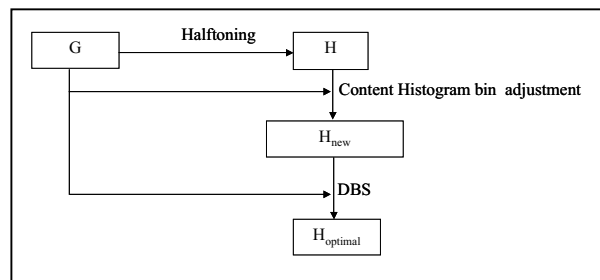 G
Halftoning
H
Content Histogram bin adjustment
Hnew
DBS
Hoptimal